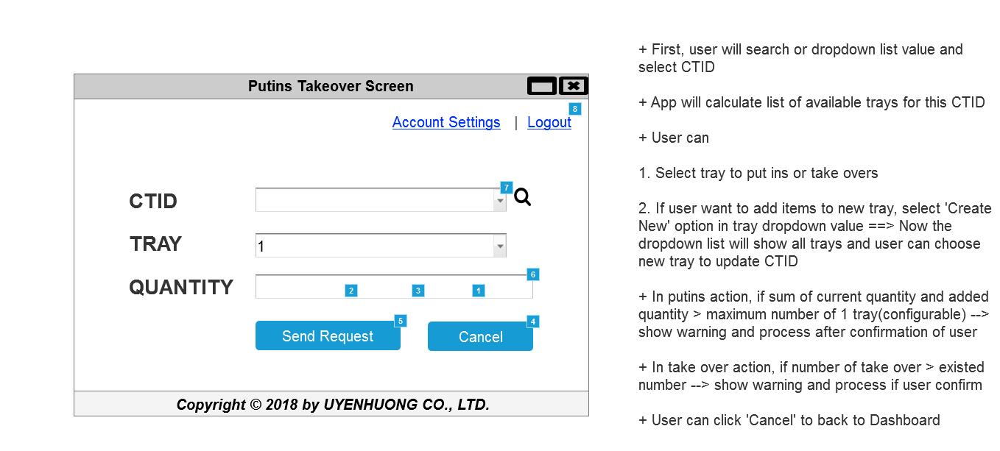 Putins Takeover Screen
8
Account Settings | Logout
7
CTID
TRAY 1
6
QUANTITY
2 3 1
5 4
Send Request Cancel
Copyright © 2018 by UYENHUONG CO., LTD.
+ First, user will search or dropdown list value and
select CTID
+ App will calculate list of available trays for this CTID
+ User can
1. Select tray to put ins or take overs
2. If user want to add items to new tray, select 'Create
New' option in tray dropdown value ==> Now the
dropdown list will show all trays and user can choose
new tray to update CTID
+ In putins action, if sum of current quantity and added
quantity > maximum number of 1 tray(configurable) -->
show warning and process after confirmation of user
+ In take over action, if number of take over > existed
number --> show warning and process if user confirm
+ User can click 'Cancel' to back to Dashboard